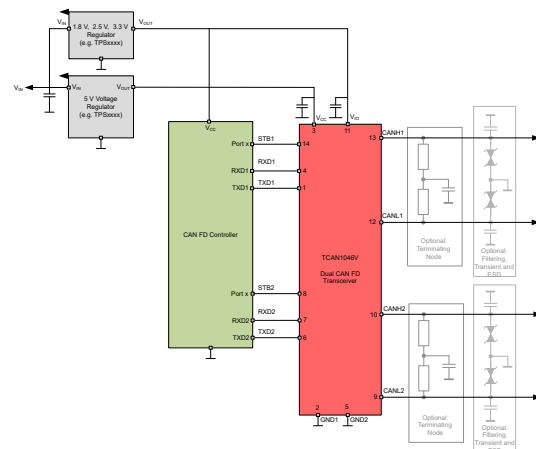 VIN
1.8 V, 2.5 V, 3.3 V
Regulator
(e.g. TPSxxxx)
VOUT
VIN
VIN
VOUT
5 V Voltage
Regulator
(e.g. TPSxxxx)
VCC
VCC
VIO
3
11
Port x
STB1
14
RXD1
RXD1
4
TXD1
TXD1
1
CAN FD Controller
TCAN1046V
Dual CAN FD
Transceiver
Port x
STB2
8
RXD2
RXD2
7
TXD2
TXD2
6
2
5
GND1
GND2
13
CANH1
12
CANL1
Optional:
Terminating
Node
Optional:
Filtering,
Transient and
ESD
10
CANH2
9
CANL2
Optional:
Terminating
Node
Optional:
Filtering,
Transient and